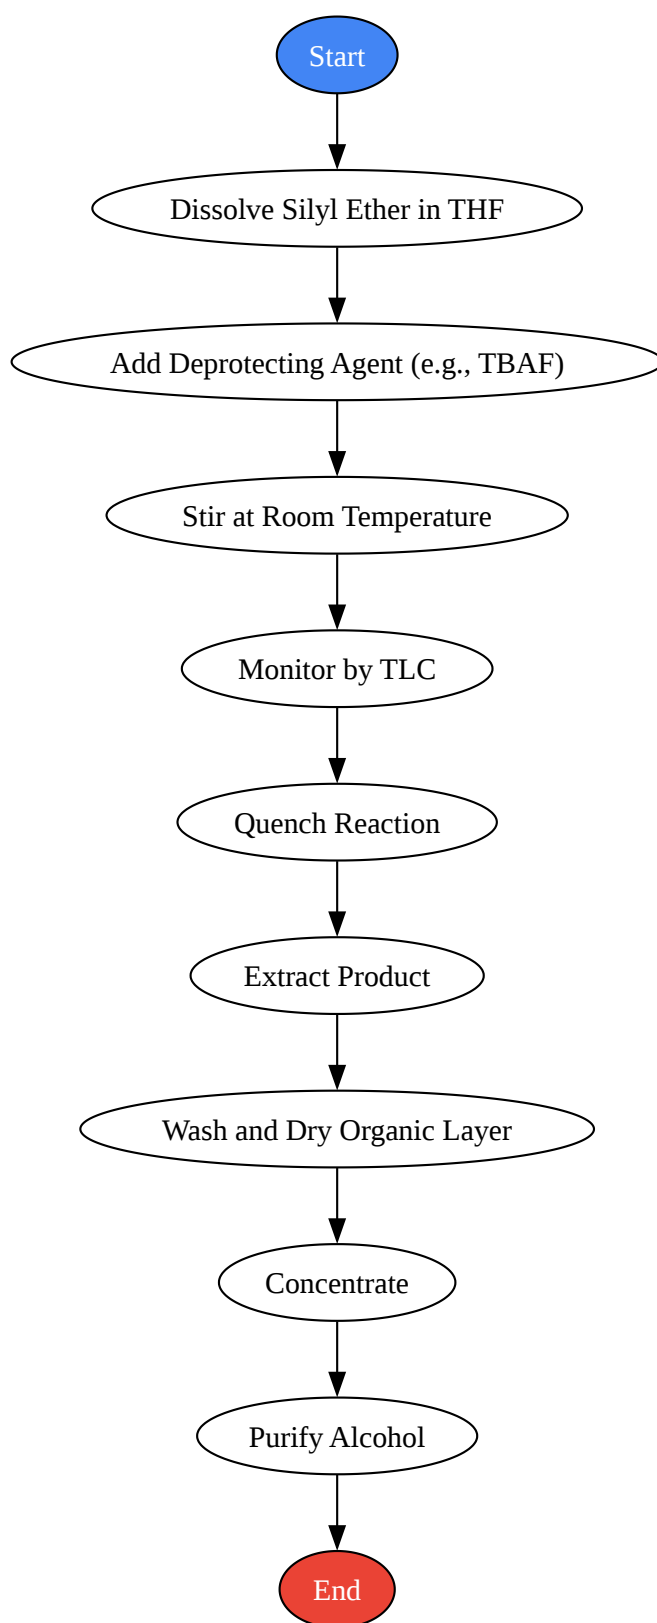 Start
Dissolve Silyl Ether in THF
Add Deprotecting Agent (e.g., TBAF)
Stir at Room Temperature
Monitor by TLC
Quench Reaction
Extract Product
Wash and Dry Organic Layer
Concentrate
Purify Alcohol
End